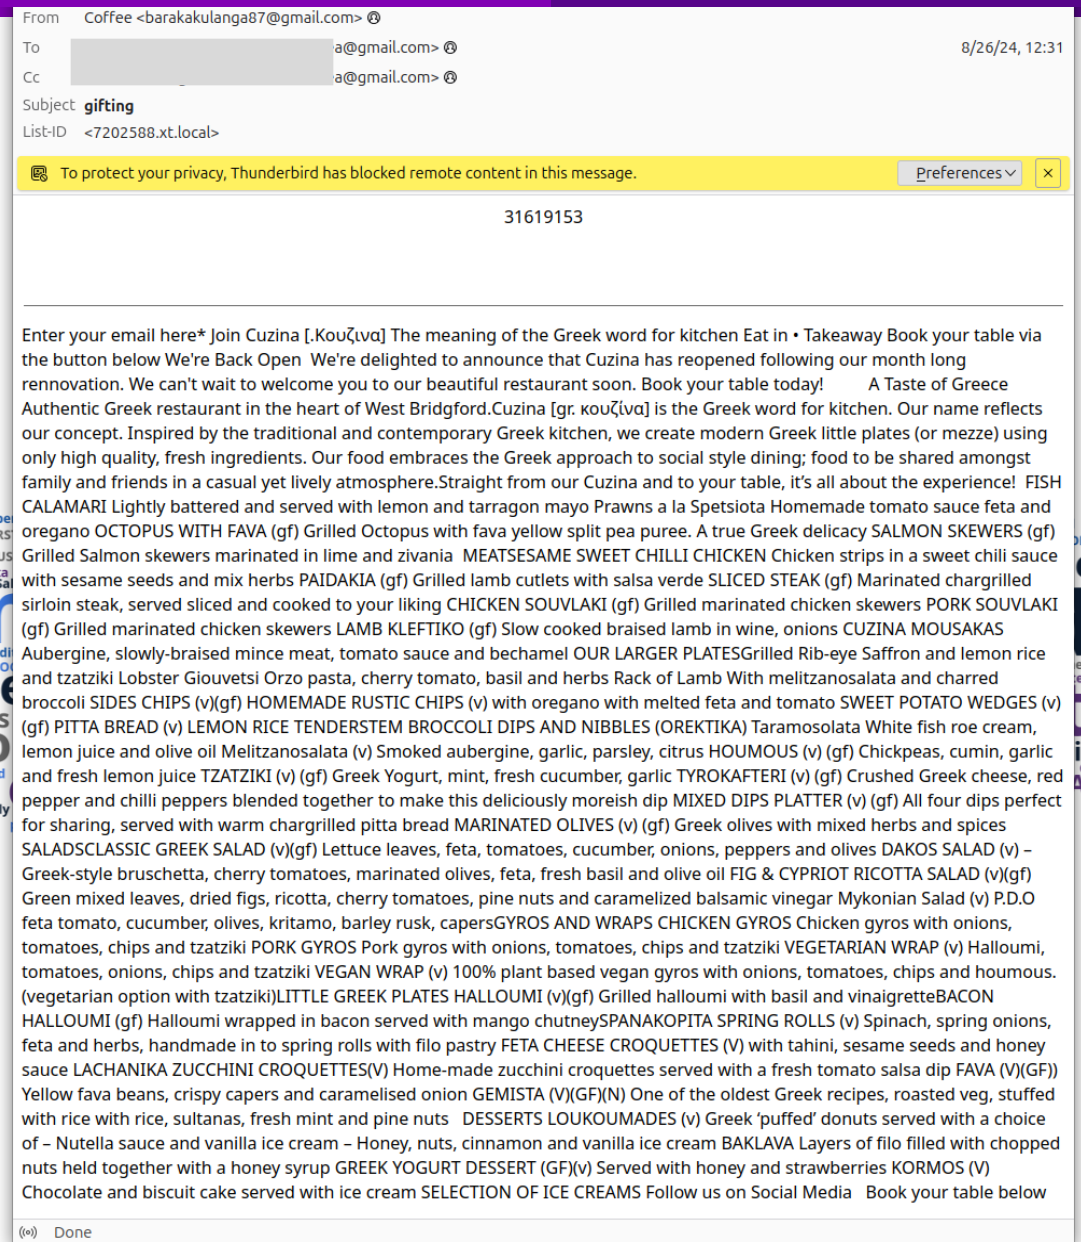 From Coffee <barakakulanga87@gmail.com>
To a@gmail.com> 8/26/24, 12:31
Cc a@gmail.com>
Subject gifting
List-ID <7202588.xt.local>
To protect your privacy, Thunderbird has blocked remote content in this message. Preferences
31619153
Enter your email here* Join Cuzina [.Κουζινα] The meaning of the Greek word for kitchen Eat in • Takeaway Book your table via
the button below We're Back Open  We're delighted to announce that Cuzina has reopened following our month long
rennovation. We can't wait to welcome you to our beautiful restaurant soon. Book your table today!          A Taste of Greece
Authentic Greek restaurant in the heart of West Bridgford.Cuzina [gr. κουζίνα] is the Greek word for kitchen. Our name reflects
our concept. Inspired by the traditional and contemporary Greek kitchen, we create modern Greek little plates (or mezze) using
only high quality, fresh ingredients. Our food embraces the Greek approach to social style dining; food to be shared amongst
family and friends in a casual yet lively atmosphere.Straight from our Cuzina and to your table, it’s all about the experience!  FISH
CALAMARI Lightly battered and served with lemon and tarragon mayo Prawns a la Spetsiota Homemade tomato sauce feta and
oregano OCTOPUS WITH FAVA (gf) Grilled Octopus with fava yellow split pea puree. A true Greek delicacy SALMON SKEWERS (gf)
Grilled Salmon skewers marinated in lime and zivania  MEATSESAME SWEET CHILLI CHICKEN Chicken strips in a sweet chili sauce
with sesame seeds and mix herbs PAIDAKIA (gf) Grilled lamb cutlets with salsa verde SLICED STEAK (gf) Marinated chargrilled
sirloin steak, served sliced and cooked to your liking CHICKEN SOUVLAKI (gf) Grilled marinated chicken skewers PORK SOUVLAKI
(gf) Grilled marinated chicken skewers LAMB KLEFTIKO (gf) Slow cooked braised lamb in wine, onions CUZINA MOUSAKAS
Aubergine, slowly-braised mince meat, tomato sauce and bechamel OUR LARGER PLATESGrilled Rib-eye Saffron and lemon rice
and tzatziki Lobster Giouvetsi Orzo pasta, cherry tomato, basil and herbs Rack of Lamb With melitzanosalata and charred
broccoli SIDES CHIPS (v)(gf) HOMEMADE RUSTIC CHIPS (v) with oregano with melted feta and tomato SWEET POTATO WEDGES (v)
(gf) PITTA BREAD (v) LEMON RICE TENDERSTEM BROCCOLI DIPS AND NIBBLES (OREKTIKA) Taramosolata White fish roe cream,
lemon juice and olive oil Melitzanosalata (v) Smoked aubergine, garlic, parsley, citrus HOUMOUS (v) (gf) Chickpeas, cumin, garlic
and fresh lemon juice TZATZIKI (v) (gf) Greek Yogurt, mint, fresh cucumber, garlic TYROKAFTERI (v) (gf) Crushed Greek cheese, red
pepper and chilli peppers blended together to make this deliciously moreish dip MIXED DIPS PLATTER (v) (gf) All four dips perfect
for sharing, served with warm chargrilled pitta bread MARINATED OLIVES (v) (gf) Greek olives with mixed herbs and spices
SALADSCLASSIC GREEK SALAD (v)(gf) Lettuce leaves, feta, tomatoes, cucumber, onions, peppers and olives DAKOS SALAD (v) –
Greek-style bruschetta, cherry tomatoes, marinated olives, feta, fresh basil and olive oil FIG & CYPRIOT RICOTTA SALAD (v)(gf)
Green mixed leaves, dried figs, ricotta, cherry tomatoes, pine nuts and caramelized balsamic vinegar Mykonian Salad (v) P.D.O
feta tomato, cucumber, olives, kritamo, barley rusk, capersGYROS AND WRAPS CHICKEN GYROS Chicken gyros with onions,
tomatoes, chips and tzatziki PORK GYROS Pork gyros with onions, tomatoes, chips and tzatziki VEGETARIAN WRAP (v) Halloumi,
tomatoes, onions, chips and tzatziki VEGAN WRAP (v) 100% plant based vegan gyros with onions, tomatoes, chips and houmous.
(vegetarian option with tzatziki)LITTLE GREEK PLATES HALLOUMI (v)(gf) Grilled halloumi with basil and vinaigretteBACON
HALLOUMI (gf) Halloumi wrapped in bacon served with mango chutneySPANAKOPITA SPRING ROLLS (v) Spinach, spring onions,
feta and herbs, handmade in to spring rolls with filo pastry FETA CHEESE CROQUETTES (V) with tahini, sesame seeds and honey
sauce LACHANIKA ZUCCHINI CROQUETTES(V) Home-made zucchini croquettes served with a fresh tomato salsa dip FAVA (V)(GF))
Yellow fava beans, crispy capers and caramelised onion GEMISTA (V)(GF)(N) One of the oldest Greek recipes, roasted veg, stuffed
with rice with rice, sultanas, fresh mint and pine nuts   DESSERTS LOUKOUMADES (v) Greek ‘puffed’ donuts served with a choice
of – Nutella sauce and vanilla ice cream – Honey, nuts, cinnamon and vanilla ice cream BAKLAVA Layers of filo filled with chopped
nuts held together with a honey syrup GREEK YOGURT DESSERT (GF)(v) Served with honey and strawberries KORMOS (V)
Chocolate and biscuit cake served with ice cream SELECTION OF ICE CREAMS Follow us on Social Media   Book your table below
Done